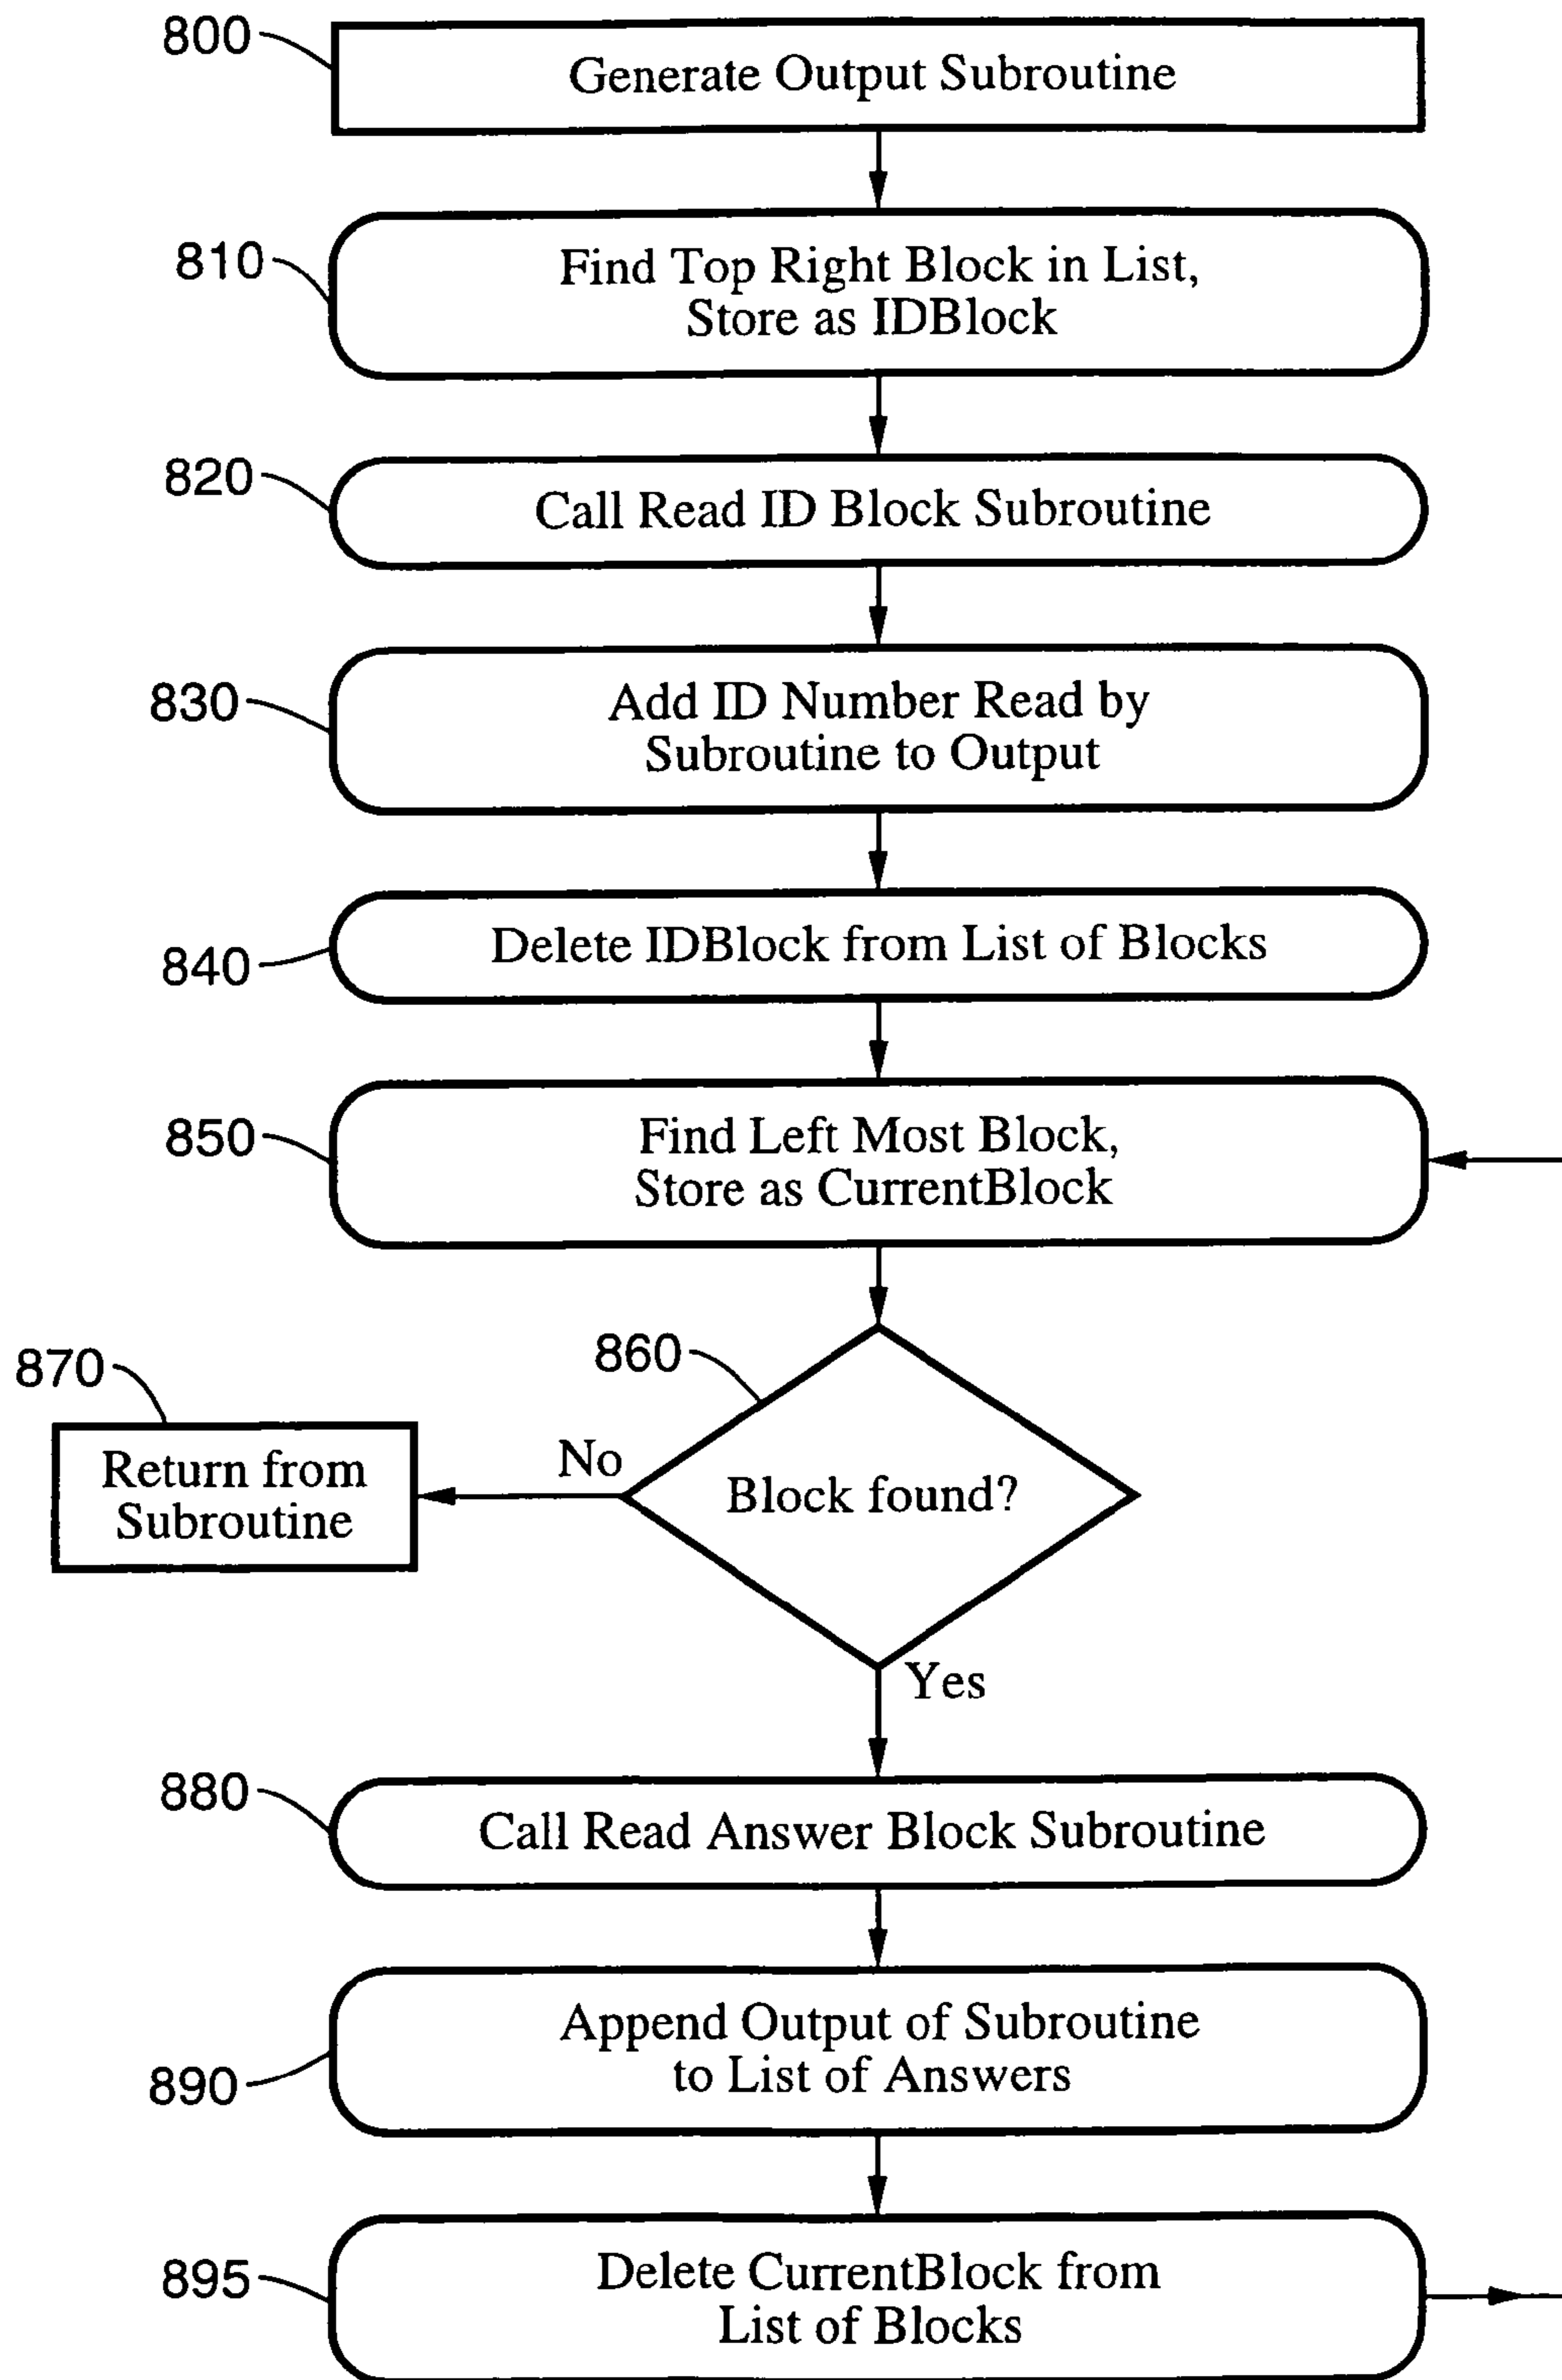 800
Generate Output Subroutine
810
Find Top Right Block in List,
Store as IDBlock
820
Call Read ID Block Subroutine
830
Add ID Number Read by
Subroutine to Output
840
Delete IDBlock from List of Blocks
850
Find Left Most Block,
Store as CurrentBlock
860
Block found?
No
870
Return from
Subroutine
Yes
880
Call Read Answer Block Subroutine
890
Append Output of Subroutine
to List of Answers
895
Delete CurrentBlock from
List of Blocks